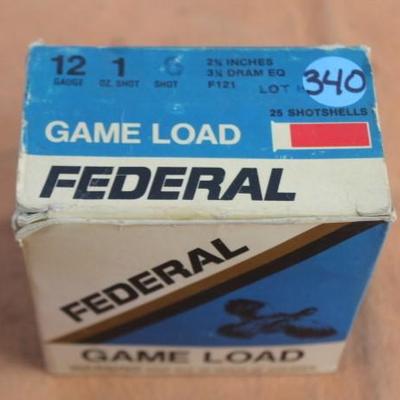 12 1 6 2¾ INCHES
GAUGE OZ. SHOT SHOT 3¼ DRAM EQ
F121 LOT
340
25 SHOTSHELLS
GAME LOAD
FEDERAL
FEDERAL
GAME LOAD